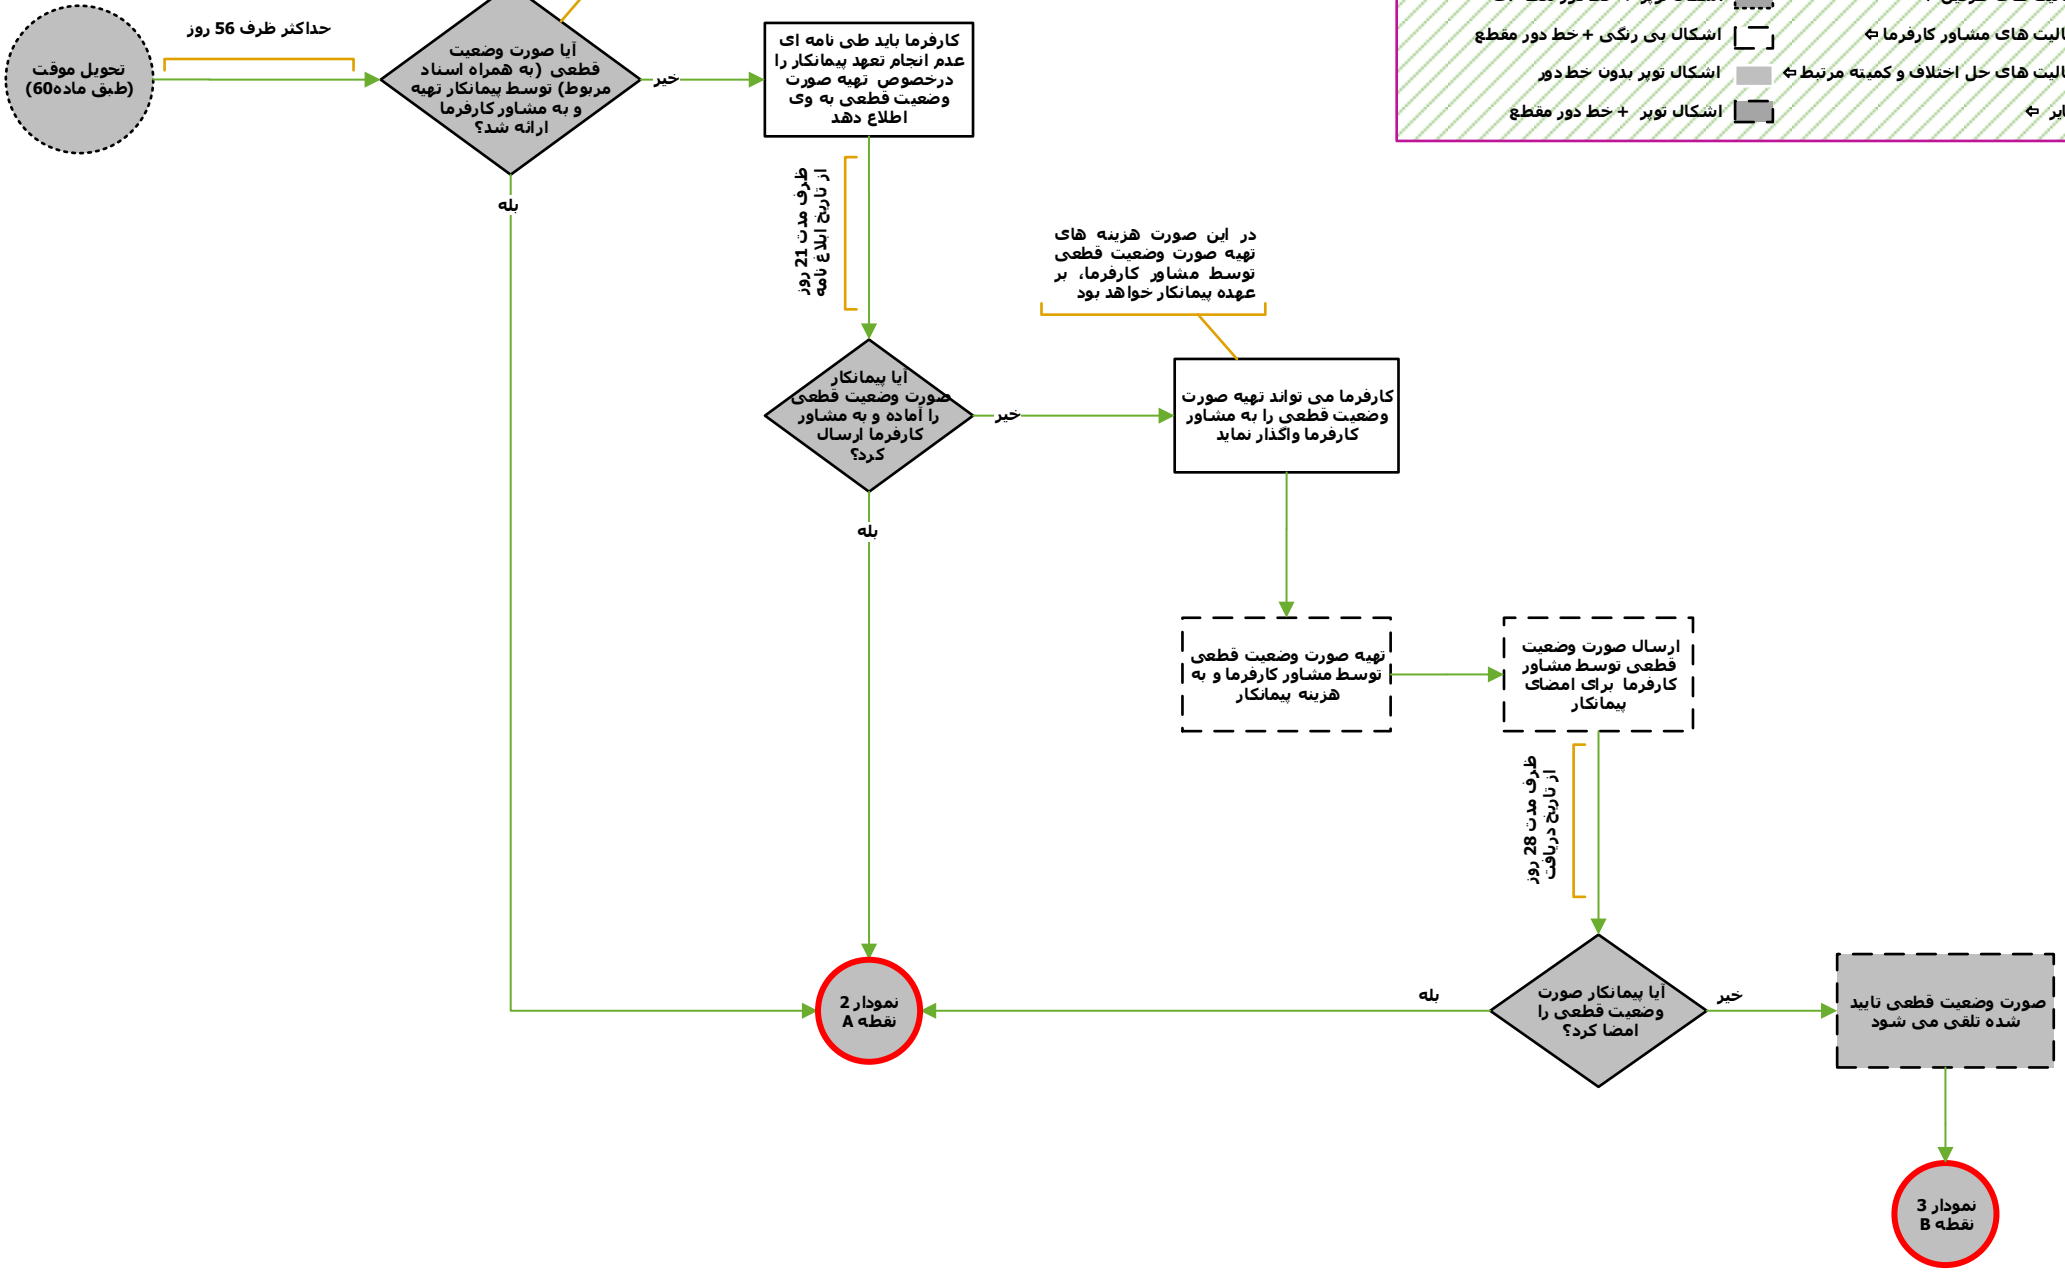 اشکال بی رنگی + خط دور مقطع
مشاور کارفرما ⇦
اشکال توپر بدون خط دور
های حل اختلاف و کمیته مرتبط ⇦
اشکال توپر + خط دور مقطع
تحویل موقت
(طبق ماده60)
حداکثر ظرف 56 روز
آیا صورت وضعیت
قطعی (به همراه اسناد
مربوط) توسط پیمانکار تهیه
و به مشاور کارفرما
ارائه شد؟
خیر
بله
کارفرما باید طی نامه ای
عدم انجام تعهد پیمانکار را
درخصوص تهیه صورت
وضعیت قطعی به وی
اطلاع دهد
ظرف مدت 21 روز
از تاریخ ابلاغ نامه
آیا پیمانکار
صورت وضعیت قطعی
را آماده و به مشاور
کارفرما ارسال
کرد؟
خیر
بله
در این صورت هزینه های
تهیه صورت وضعیت قطعی
توسط مشاور کارفرما، بر
عهده پیمانکار خواهد بود
کارفرما می تواند تهیه صورت
وضعیت قطعی را به مشاور
کارفرما واگذار نماید
تهیه صورت وضعیت قطعی
توسط مشاور کارفرما و به
هزینه پیمانکار
ارسال صورت وضعیت
قطعی توسط مشاور
کارفرما برای امضای
پیمانکار
ظرف مدت 28 روز
از تاریخ دریافت
آیا پیمانکار صورت
وضعیت قطعی را
امضا کرد؟
بله
خیر
نمودار 2
نقطه A
صورت وضعیت قطعی تایید
شده تلقی می شود
نمودار 3
نقطه B